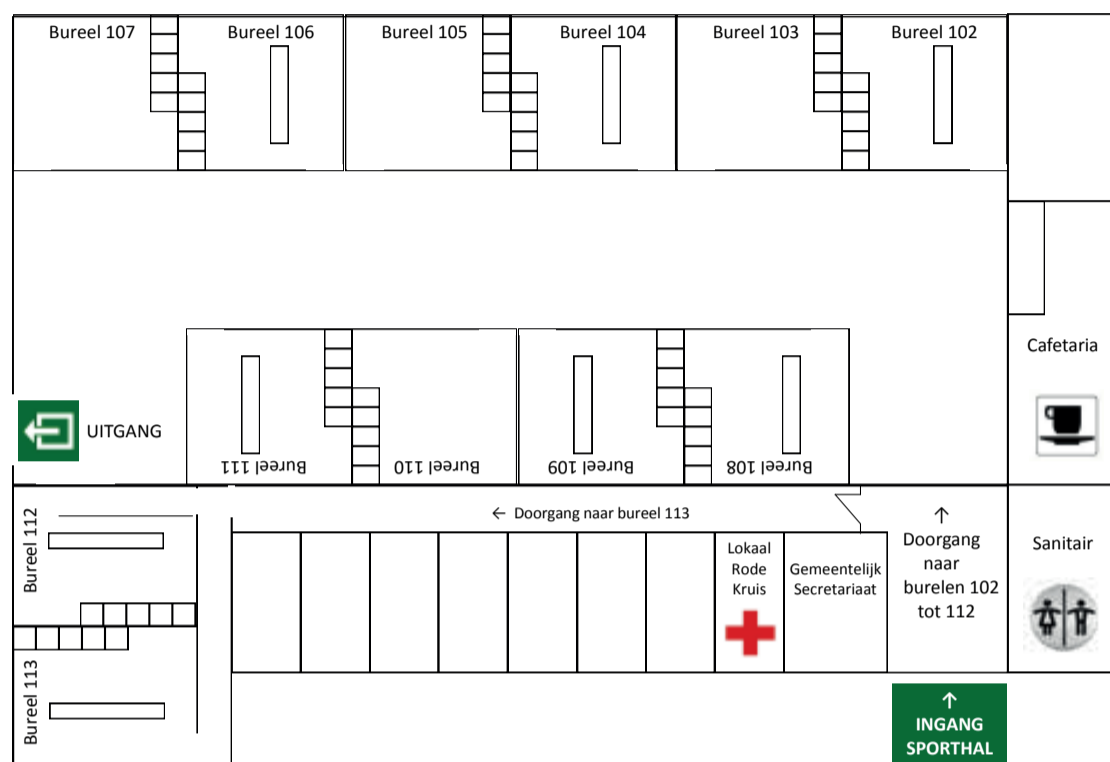 Bureel 107
Bureel 106
Bureel 105
Bureel 104
Bureel 103
Bureel 102
Cafetaria
UITGANG
Bureel 111
Bureel 110
Bureel 109
Bureel 108
Bureel 112
← Doorgang naar bureel 113
↑
Doorgang
naar
burelen 102
tot 112
Sanitair
Lokaal
Rode
Kruis
Gemeentelijk
Secretariaat
Bureel 113
↑
INGANG
SPORTHAL